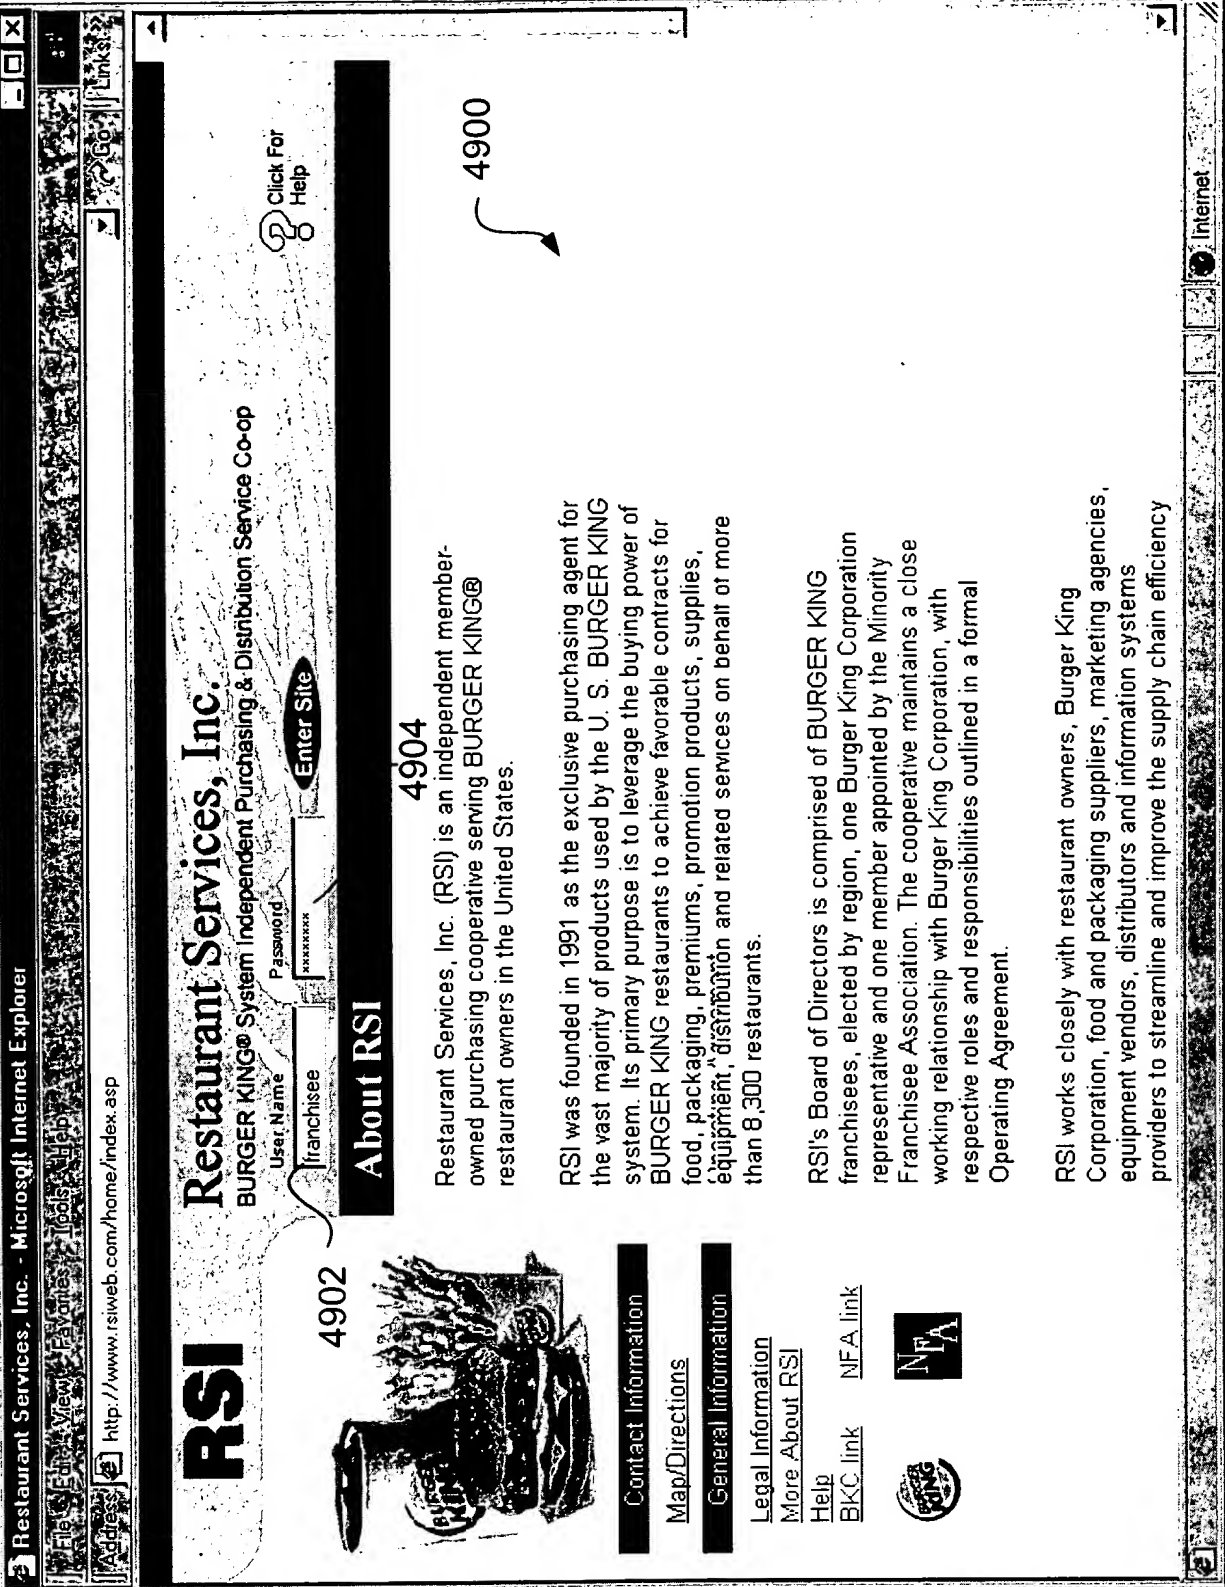 Restaurant Services, Inc. - Microsoft Internet Explorer
File Edit View Favorites Tools Help
Address http://www.rsiweb.com/home/index.asp Go Links »
RSI
Restaurant Services, Inc.
BURGER KING® System Independent Purchasing & Distribution Service Co-op
User Name Password
franchisee xxxxxxxx Enter Site
Click For
Help
4902
4904
4900
About RSI
BURGER
KING
Contact Information
Map/Directions
General Information
Legal Information
More About RSI
Help
BKC link NFA link
BURGER
KING
NFA
Restaurant Services, Inc. (RSI) is an independent member-
owned purchasing cooperative serving BURGER KING®
restaurant owners in the United States.
RSI was founded in 1991 as the exclusive purchasing agent for
the vast majority of products used by the U. S. BURGER KING
system. Its primary purpose is to leverage the buying power of
BURGER KING restaurants to achieve favorable contracts for
food, packaging, premiums, promotion products, supplies,
equipment, distribution and related services on behalf of more
than 8,300 restaurants.
RSI's Board of Directors is comprised of BURGER KING
franchisees, elected by region, one Burger King Corporation
representative and one member appointed by the Minority
Franchisee Association. The cooperative maintains a close
working relationship with Burger King Corporation, with
respective roles and responsibilities outlined in a formal
Operating Agreement.
RSI works closely with restaurant owners, Burger King
Corporation, food and packaging suppliers, marketing agencies,
equipment vendors, distributors and information systems
providers to streamline and improve the supply chain efficiency
Internet